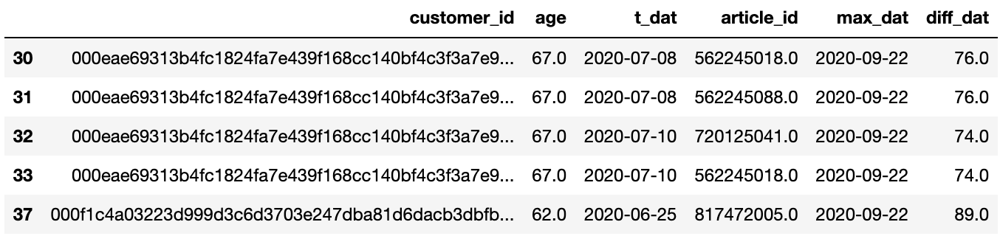 customer_id age t_dat article_id max_dat diff_dat
30 000eae69313b4fc1824fa7e439f168cc140bf4c3f3a7e9... 67.0 2020-07-08 562245018.0 2020-09-22 76.0
31 000eae69313b4fc1824fa7e439f168cc140bf4c3f3a7e9... 67.0 2020-07-08 562245088.0 2020-09-22 76.0
32 000eae69313b4fc1824fa7e439f168cc140bf4c3f3a7e9... 67.0 2020-07-10 720125041.0 2020-09-22 74.0
33 000eae69313b4fc1824fa7e439f168cc140bf4c3f3a7e9... 67.0 2020-07-10 562245018.0 2020-09-22 74.0
37 000f1c4a03223d999d3c6d3703e247dba81d6dacb3dbfb... 62.0 2020-06-25 817472005.0 2020-09-22 89.0